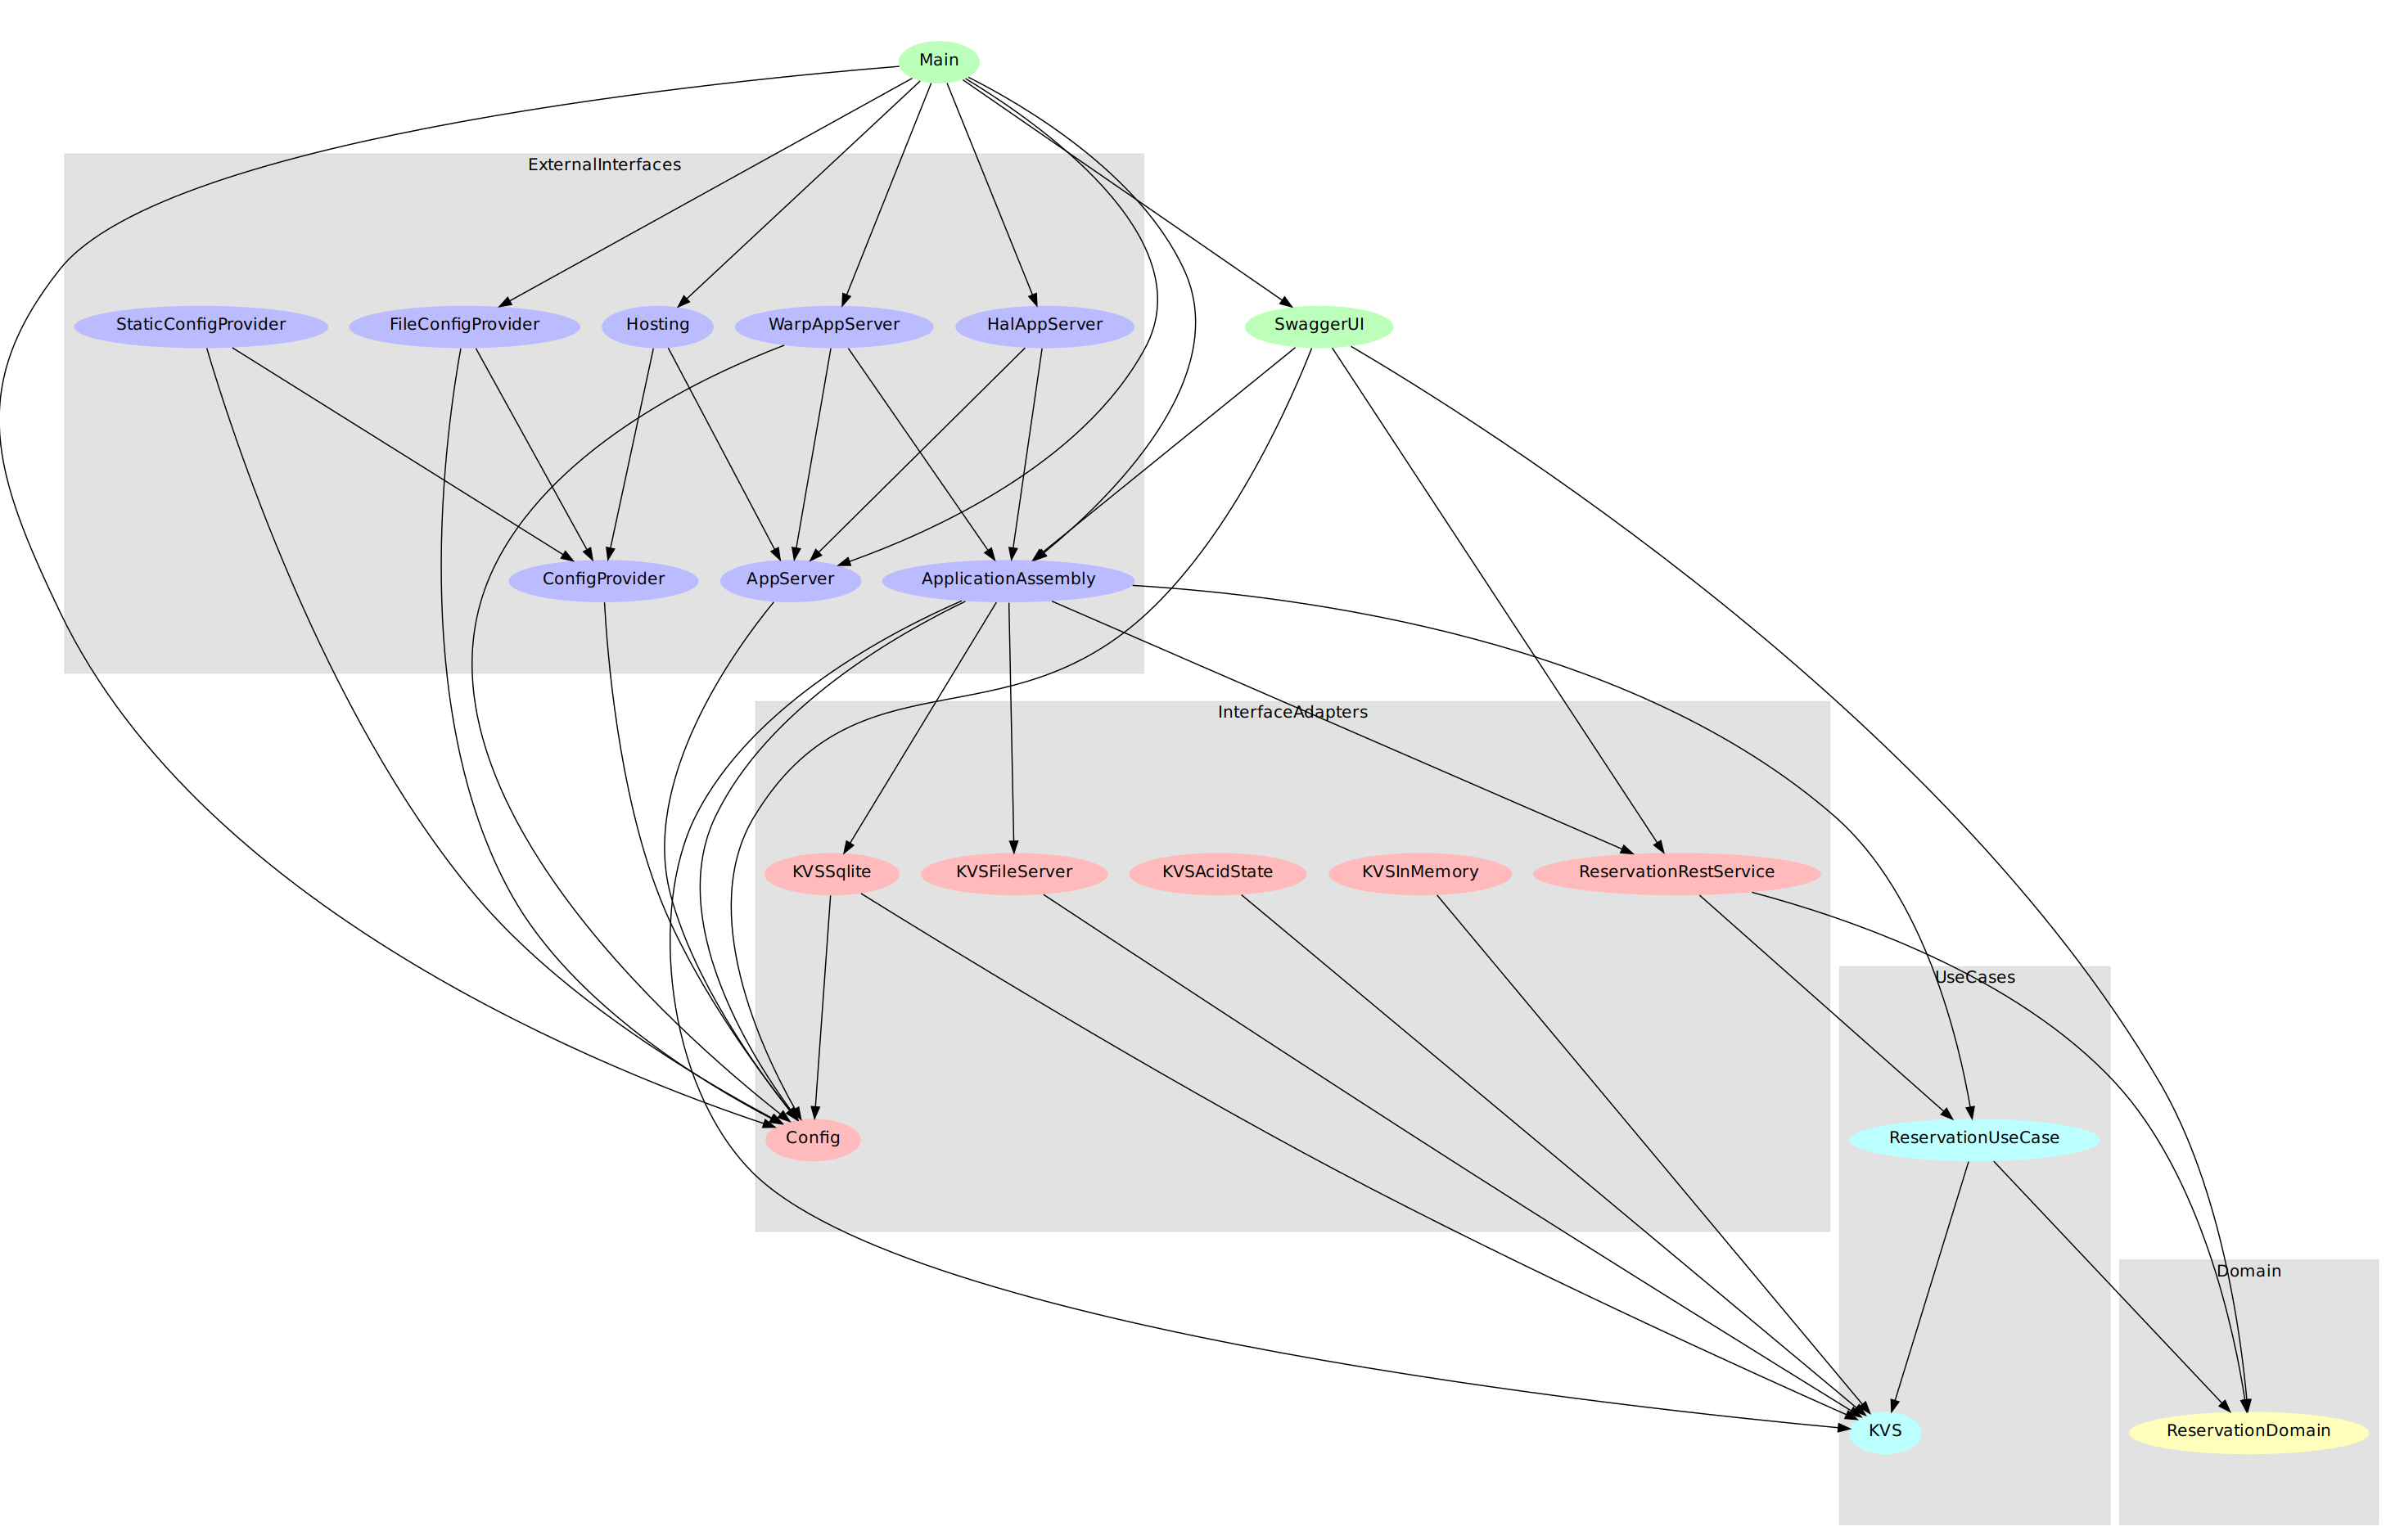 Main
ExternalInterfaces
StaticConfigProvider
FileConfigProvider
Hosting
WarpAppServer
HalAppServer
SwaggerUI
ConfigProvider
AppServer
ApplicationAssembly
InterfaceAdapters
KVSSqlite
KVSFileServer
KVSAcidState
KVSInMemory
ReservationRestService
UseCases
Config
ReservationUseCase
Domain
KVS
ReservationDomain